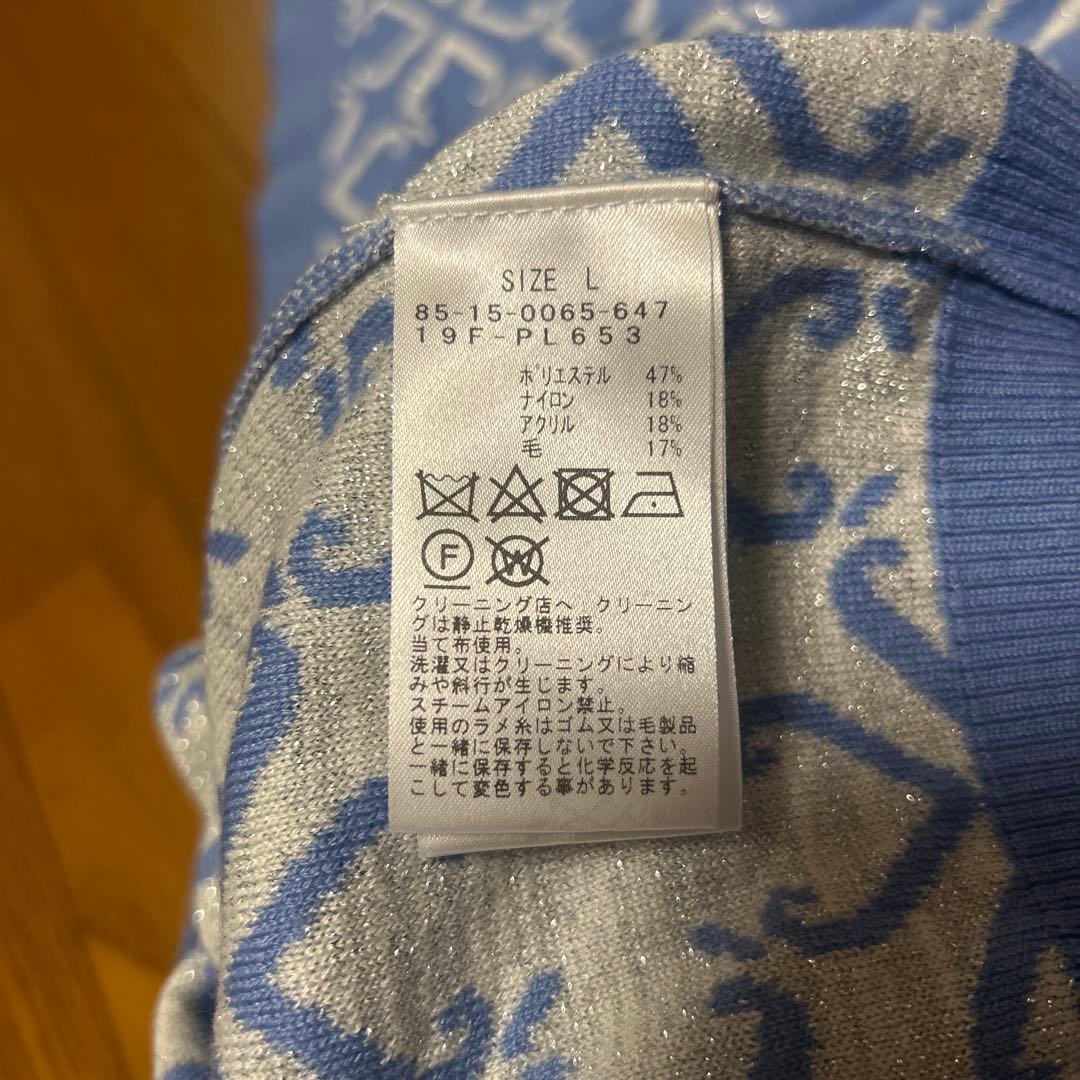 SIZE L
85-15-0065-647
19F-PL653
ポリエステル 47%
ナイロン 18%
アクリル 18%
毛 17%
F W
クリーニング店へ クリーニン
グは静止乾燥機推奨。
当て布使用。
洗濯又はクリーニングにより縮
みや斜行が生じます。
スチームアイロン禁止。
使用のラメ糸はゴム又は毛製品
と一緒に保存しないで下さい。
一緒に保存すると化学反応を起
こして変色する事があります。